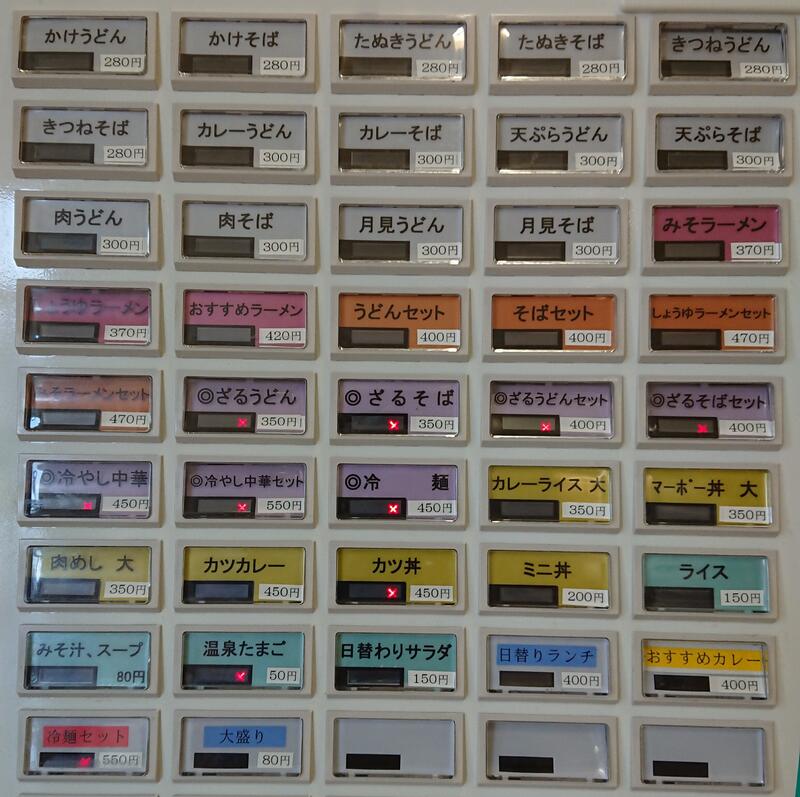 かけうどん
280円
かけそば
280円
たぬきうどん
280円
たぬきそば
280円
きつねうどん
280円
きつねそば
280円
カレーうどん
300円
カレーそば
300円
天ぷらうどん
300円
天ぷらそば
300円
肉うどん
300円
肉そば
300円
月見うどん
300円
月見そば
300円
みそラーメン
370円
しょうゆラーメン
370円
おすすめラーメン
420円
うどんセット
400円
そばセット
400円
しょうゆラーメンセット
470円
みそラーメンセット
470円
◎ざるうどん
350円
◎ざるそば
350円
◎ざるうどんセット
400円
◎ざるそばセット
400円
◎冷やし中華
450円
◎冷やし中華セット
550円
◎冷 麺
450円
カレーライス 大
350円
マーボー丼 大
350円
肉めし 大
350円
カツカレー
450円
カツ丼
450円
ミニ丼
200円
ライス
150円
みそ汁、スープ
80円
温泉たまご
50円
日替わりサラダ
150円
日替りランチ
400円
おすすめカレー
400円
冷麺セット
550円
大盛り
80円